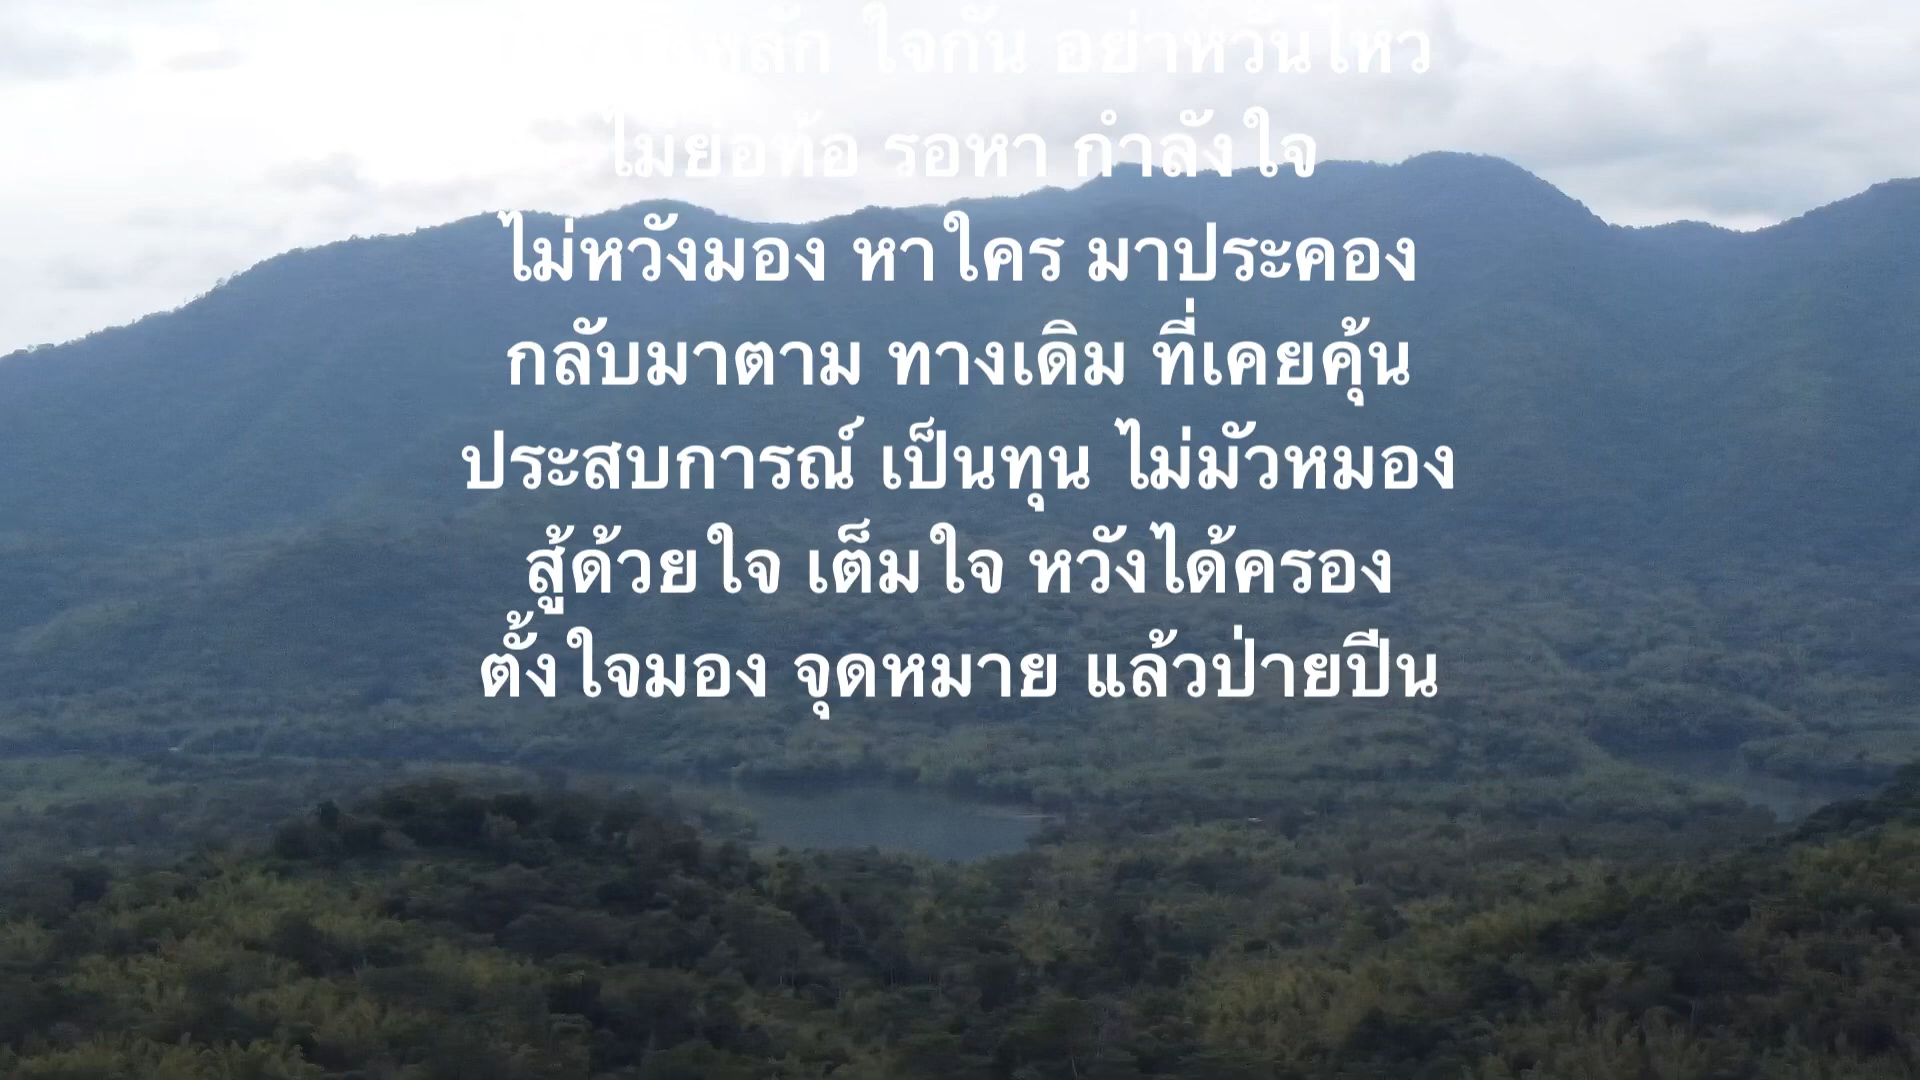 ใจกัน อย่าหวั่นไหว
ไม่ย่อท้อ รอหา กำลังใจ
ไม่หวังมอง หาใคร มาประคอง
กลับมาตาม ทางเดิม ที่เคยคุ้น
ประสบการณ์ เป็นทุน ไม่มัวหมอง
สู้ด้วยใจ เต็มใจ หวังได้ครอง
ตั้งใจมอง จุดหมาย แล้วป่ายปีน